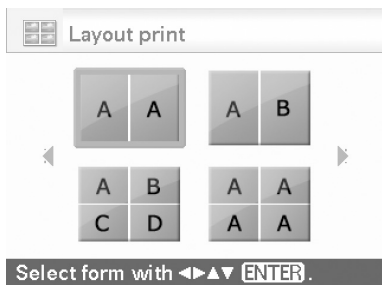 Layout print
A A A B
A B A A
C D A A
Select form with ◄►▲▼ ENTER.